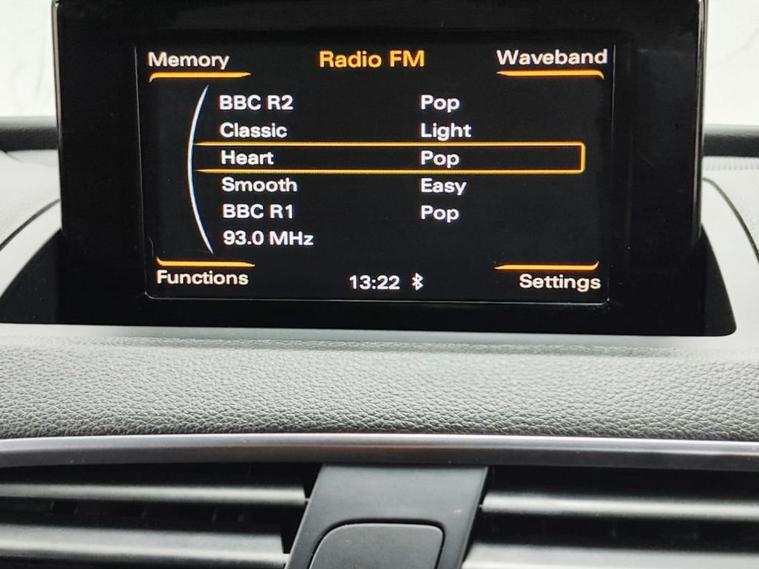 Memory Radio FM Waveband
BBC R2 Pop
Classic Light
Heart Pop
Smooth Easy
BBC R1 Pop
93.0 MHz
Functions 13:22 Settings